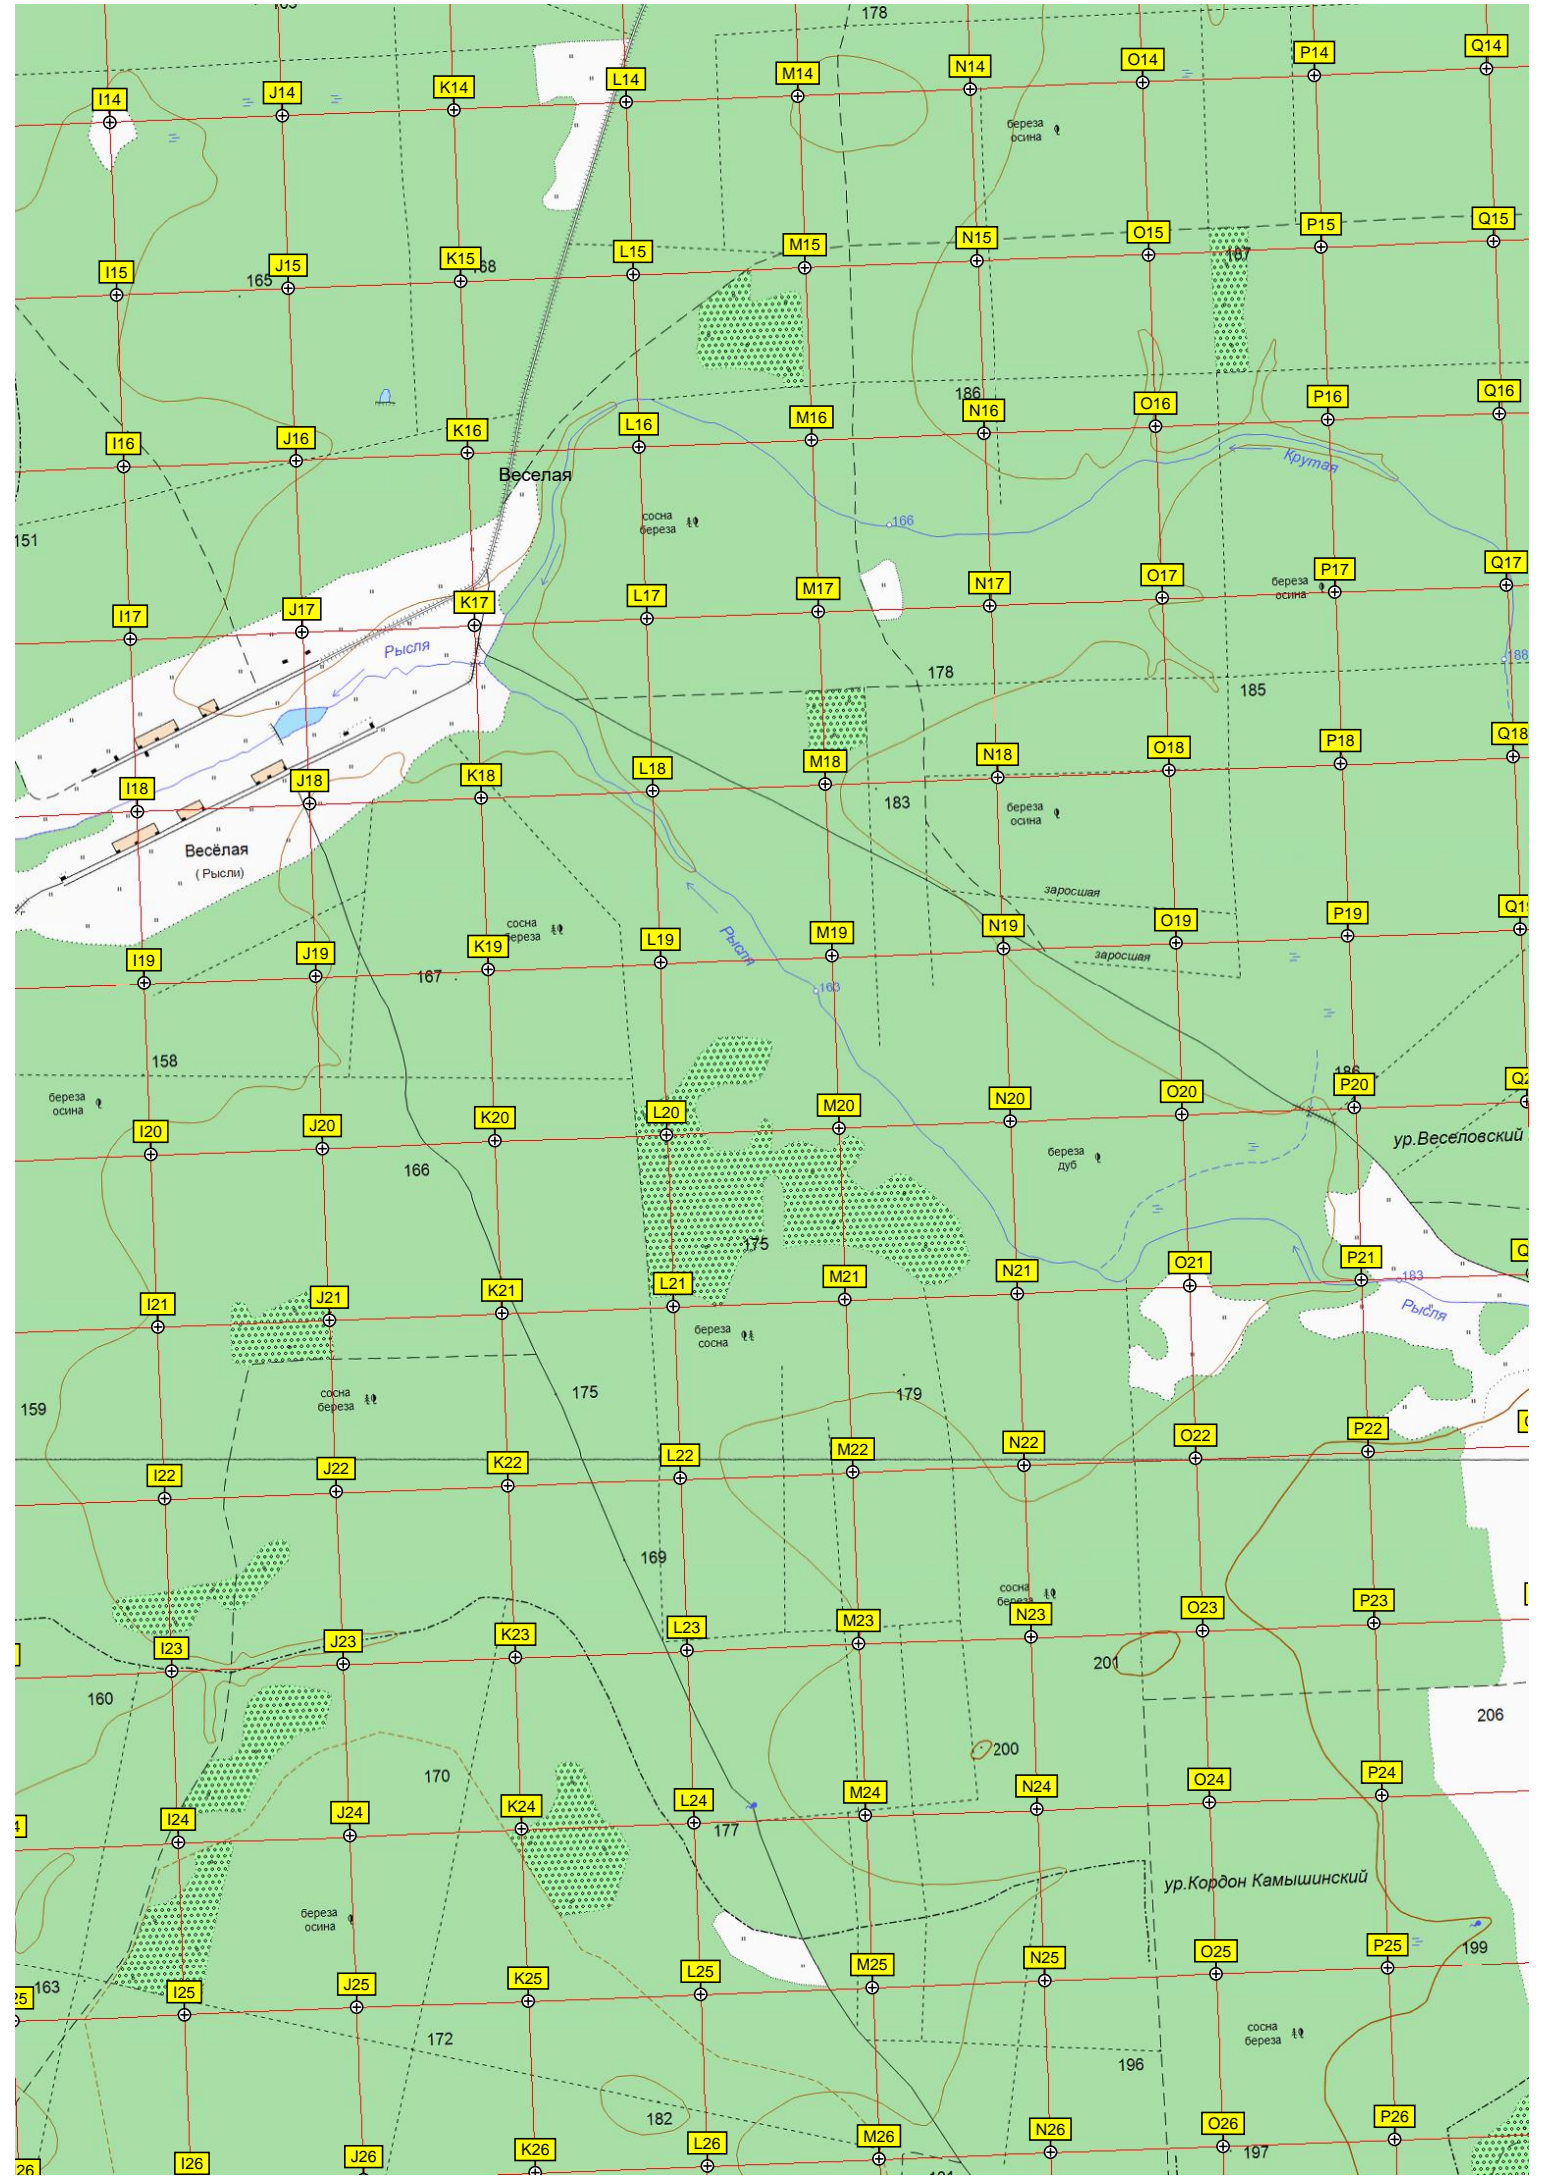 178
I14
J14
K14
L14
M14
N14
O14
P14
Q14
береза
осина
I15
J15
K15
L15
M15
N15
O15
P15
Q15
165
187
186
I16
J16
K16
L16
M16
N16
O16
P16
Q16
Веселая
Крутая
сосна
береза
166
151
I17
J17
K17
L17
M17
N17
O17
P17
Q17
береза
осина
Рысля
188
178
185
I18
J18
K18
L18
M18
N18
O18
P18
Q18
183
береза
осина
Весёлая
( Рысли)
заросшая
сосна
береза
I19
J19
K19
L19
M19
N19
O19
P19
Рысля
заросшая
167
163
158
186
береза
осина
I20
J20
K20
L20
M20
N20
O20
P20
ур.Веселовский
береза
дуб
166
175
I21
J21
K21
L21
M21
N21
O21
P21
183
Рысля
береза
сосна
сосна
береза
175
179
159
I22
J22
K22
L22
M22
N22
O22
P22
169
сосна
береза
I23
J23
K23
L23
M23
N23
O23
P23
201
160
206
200
170
I24
J24
K24
L24
M24
N24
O24
P24
177
ур.Кордон Камышинский
береза
осина
199
163
I25
J25
K25
L25
M25
N25
O25
P25
сосна
береза
172
196
182
I26
J26
K26
L26
M26
N26
O26
P26
197